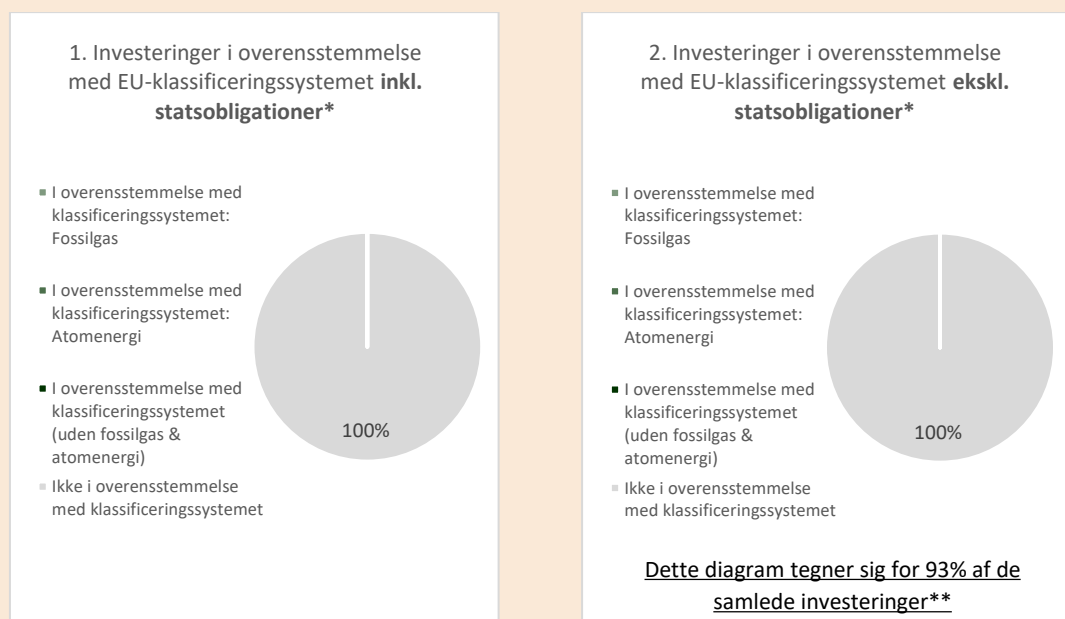 1. Investeringer i overensstemmelse
med EU-klassificeringssystemet inkl.
statsobligationer*
I overensstemmelse med
klassificeringssystemet:
Fossilgas
I overensstemmelse med
klassificeringssystemet:
Atomenergi
I overensstemmelse med
klassificeringssystemet
(uden fossilgas &
atomenergi)
Ikke i overensstemmelse
med klassificeringssystemet
100%
2. Investeringer i overensstemmelse
med EU-klassificeringssystemet ekskl.
statsobligationer*
I overensstemmelse med
klassificeringssystemet:
Fossilgas
I overensstemmelse med
klassificeringssystemet:
Atomenergi
I overensstemmelse med
klassificeringssystemet
(uden fossilgas &
atomenergi)
Ikke i overensstemmelse
med klassificeringssystemet
100%
Dette diagram tegner sig for 93% af de
samlede investeringer**